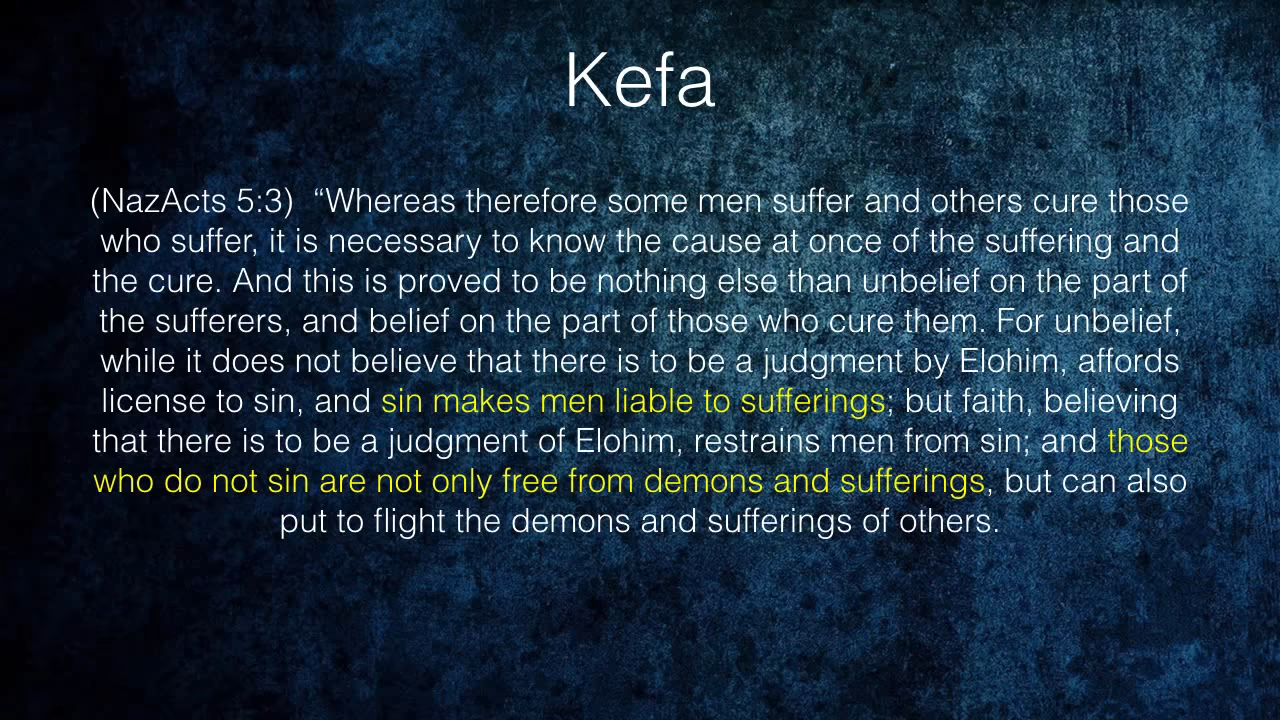 Kefa
(NazActs 5:3)  “Whereas therefore some men suffer and others cure those
who suffer, it is necessary to know the cause at once of the suffering and
the cure. And this is proved to be nothing else than unbelief on the part of
the sufferers, and belief on the part of those who cure them. For unbelief,
while it does not believe that there is to be a judgment by Elohim, affords
license to sin, and sin makes men liable to sufferings; but faith, believing
that there is to be a judgment of Elohim, restrains men from sin; and those
who do not sin are not only free from demons and sufferings, but can also
put to flight the demons and sufferings of others.